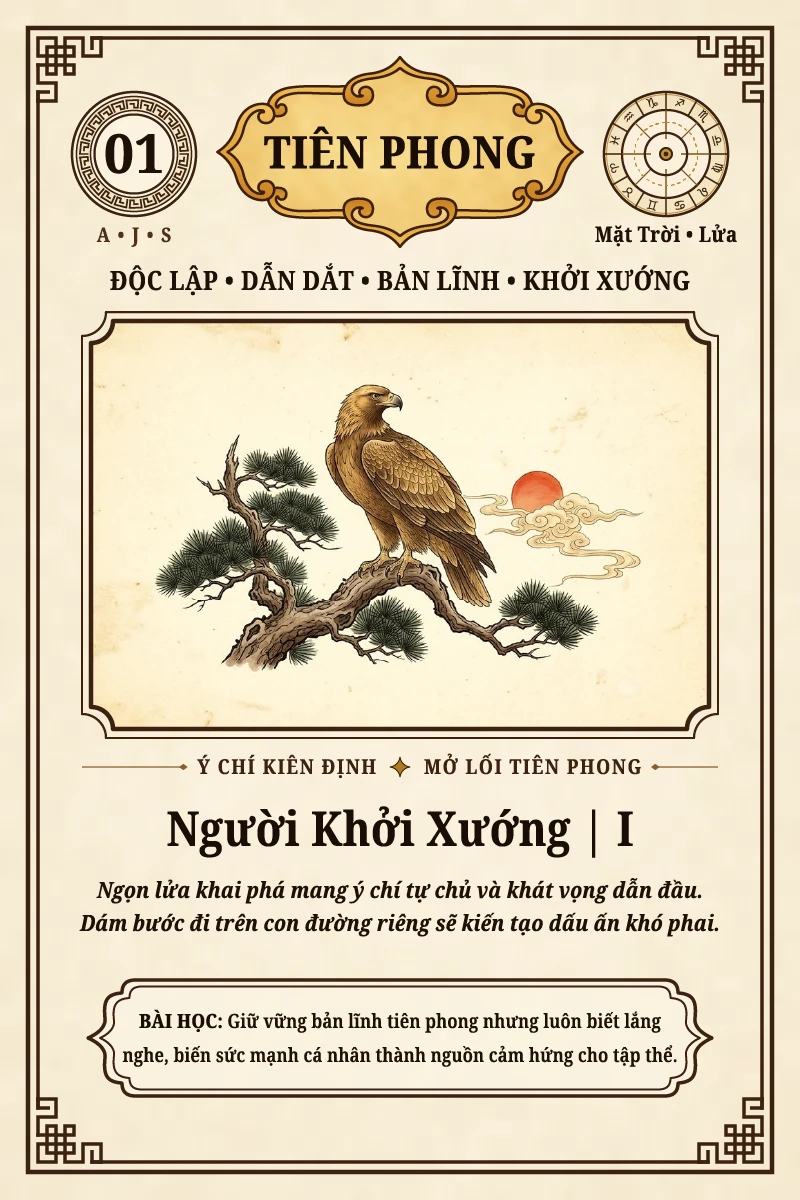 01
TIÊN PHONG
A • J • S
Mặt Trời • Lửa
ĐỘC LẬP • DẪN DẮT • BẢN LĨNH • KHỞI XƯỚNG
Ý CHÍ KIÊN ĐỊNH MỞ LỐI TIÊN PHONG
Người Khởi Xướng | I
Ngọn lửa khai phá mang ý chí tự chủ và khát vọng dẫn đầu.
Dám bước đi trên con đường riêng sẽ kiến tạo dấu ấn khó phai.
BÀI HỌC: Giữ vững bản lĩnh tiên phong nhưng luôn biết lắng
nghe, biến sức mạnh cá nhân thành nguồn cảm hứng cho tập thể.